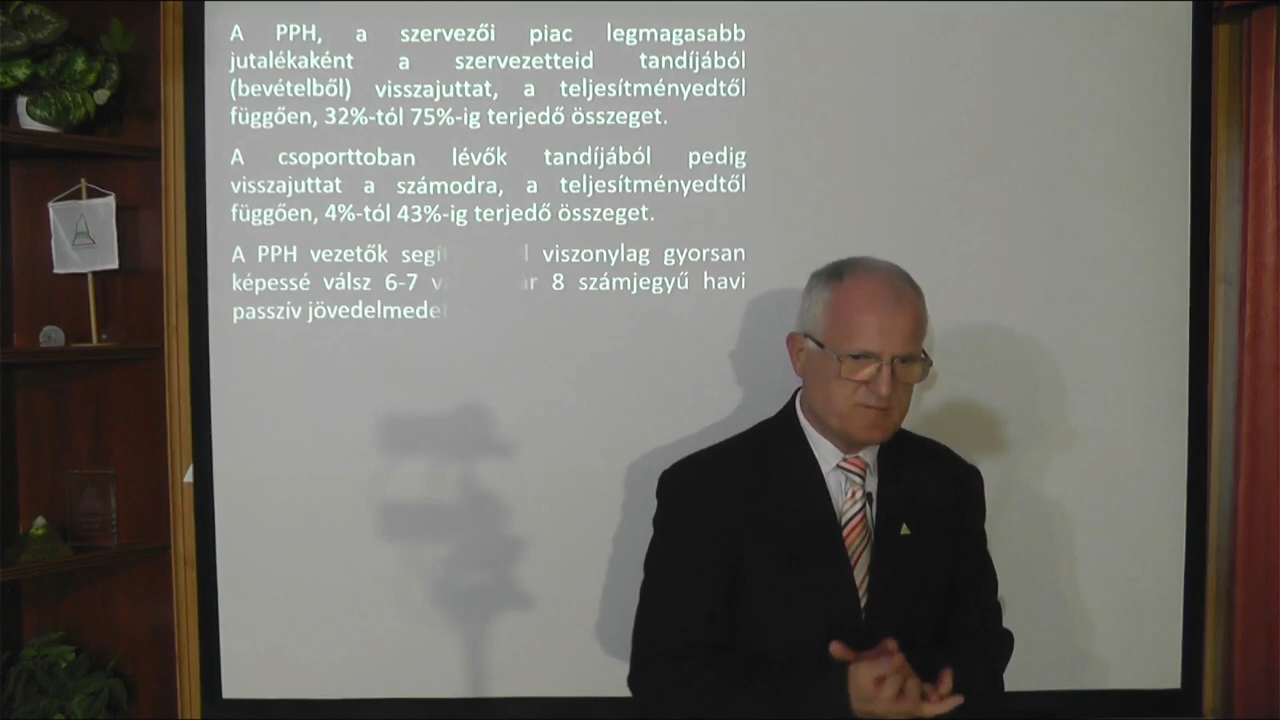 A PPH, a szervezői piac legmagasabb
jutalékaként a szervezetteid tandíjából
(bevételből) visszajuttat, a teljesítményedtől
függően, 32%-tól 75%-ig terjedő összeget.
A csoporttoban lévők tandíjából pedig
visszajuttat a számodra, a teljesítményedtől
függően, 4%-tól 43%-ig terjedő összeget.
A PPH vezetők viszonylag gyorsan
képessé válsz 6-7 8 számjegyű havi
passzív